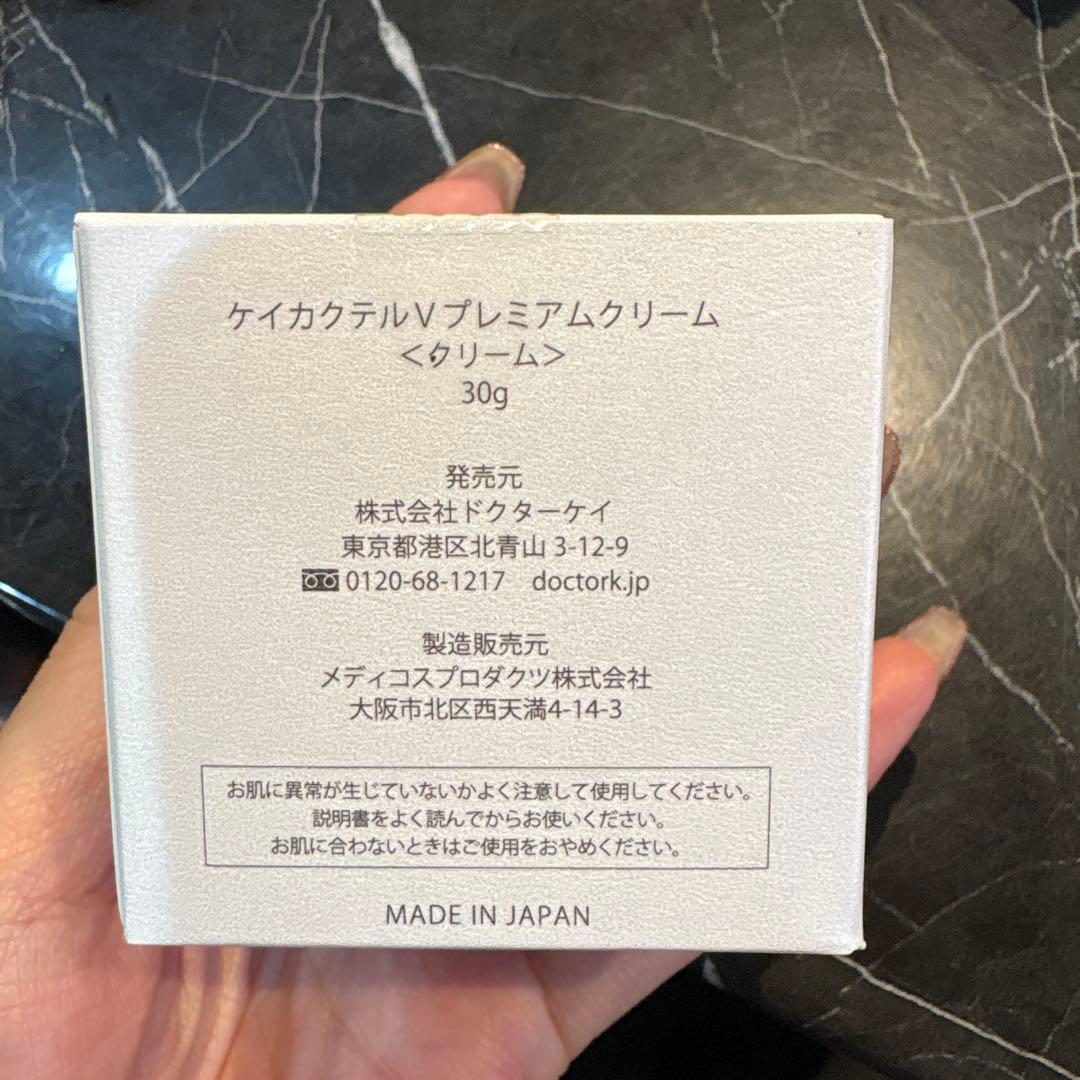 ケイカクテルVプレミアムクリーム
<クリーム>
30g
発売元
株式会社ドクターケイ
東京都港区北青山 3-12-9
0120-68-1217 doctork.jp
製造販売元
メディコスプロダクツ株式会社
大阪市北区西天満4-14-3
お肌に異常が生じていないかよく注意して使用してください。
説明書をよく読んでからお使いください。
お肌に合わないときはご使用をおやめください。
MADE IN JAPAN